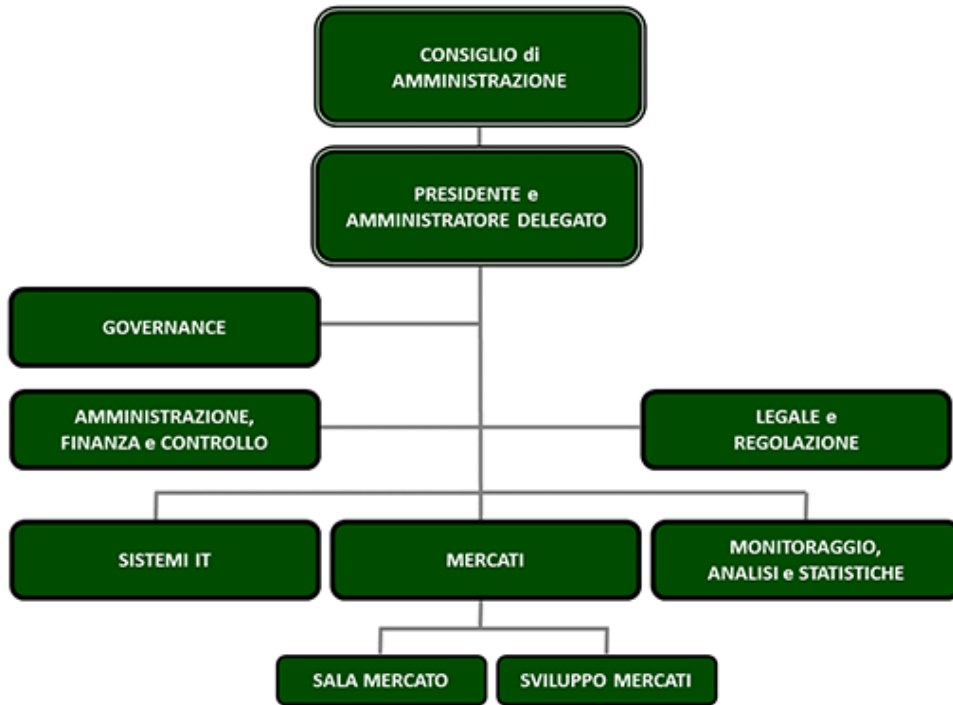 CONSIGLIO di
AMMINISTRAZIONE
PRESIDENTE e
AMMINISTRATORE DELEGATO
GOVERNANCE
AMMINISTRAZIONE,
FINANZA e CONTROLLO
LEGALE e
REGOLAZIONE
SISTEMI IT
MERCATI
MONITORAGGIO,
ANALISI e STATISTICHE
SALA MERCATO
SVILUPPO MERCATI